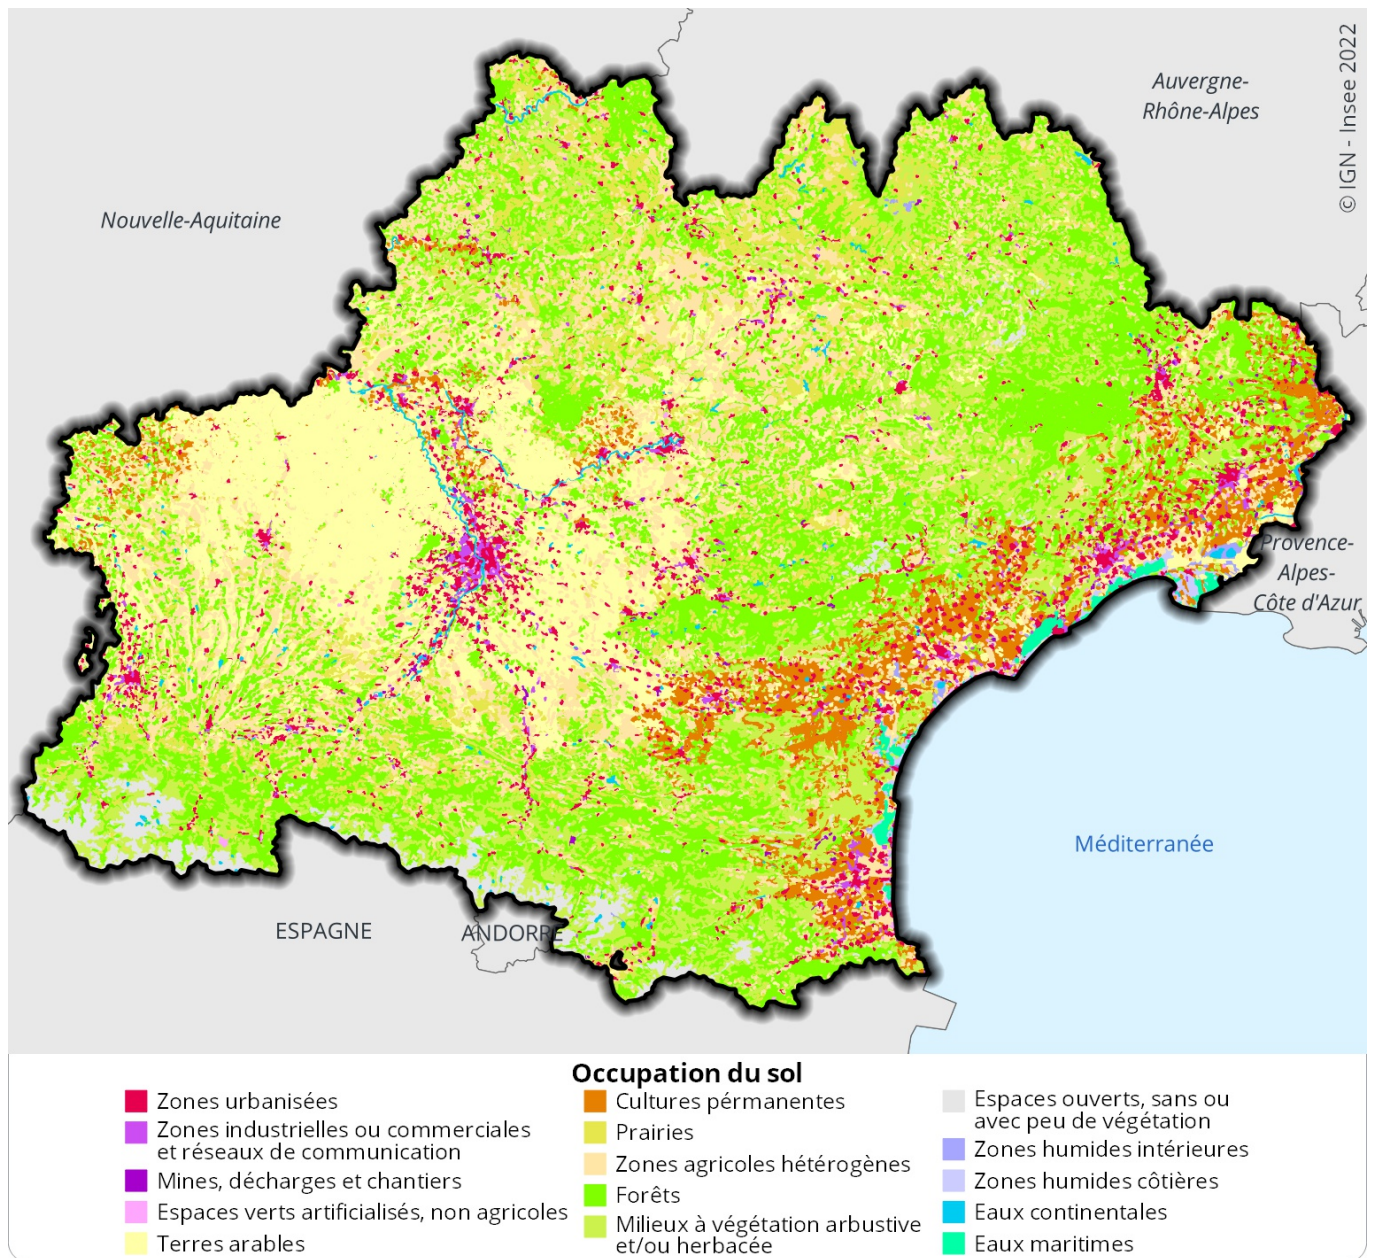 © IGN - Insee 2022
Auvergne-
Rhône-Alpes
Nouvelle-Aquitaine
Provence-
Alpes-
Côte d'Azur
Méditerranée
ESPAGNE
ANDORRE
Occupation du sol
Zones urbanisées
Zones industrielles ou commerciales
et réseaux de communication
Mines, décharges et chantiers
Espaces verts artificialisés, non agricoles
Terres arables
Cultures pérmanentes
Prairies
Zones agricoles hétérogènes
Forêts
Milieux à végétation arbustive
et/ou herbacée
Espaces ouverts, sans ou
avec peu de végétation
Zones humides intérieures
Zones humides côtières
Eaux continentales
Eaux maritimes